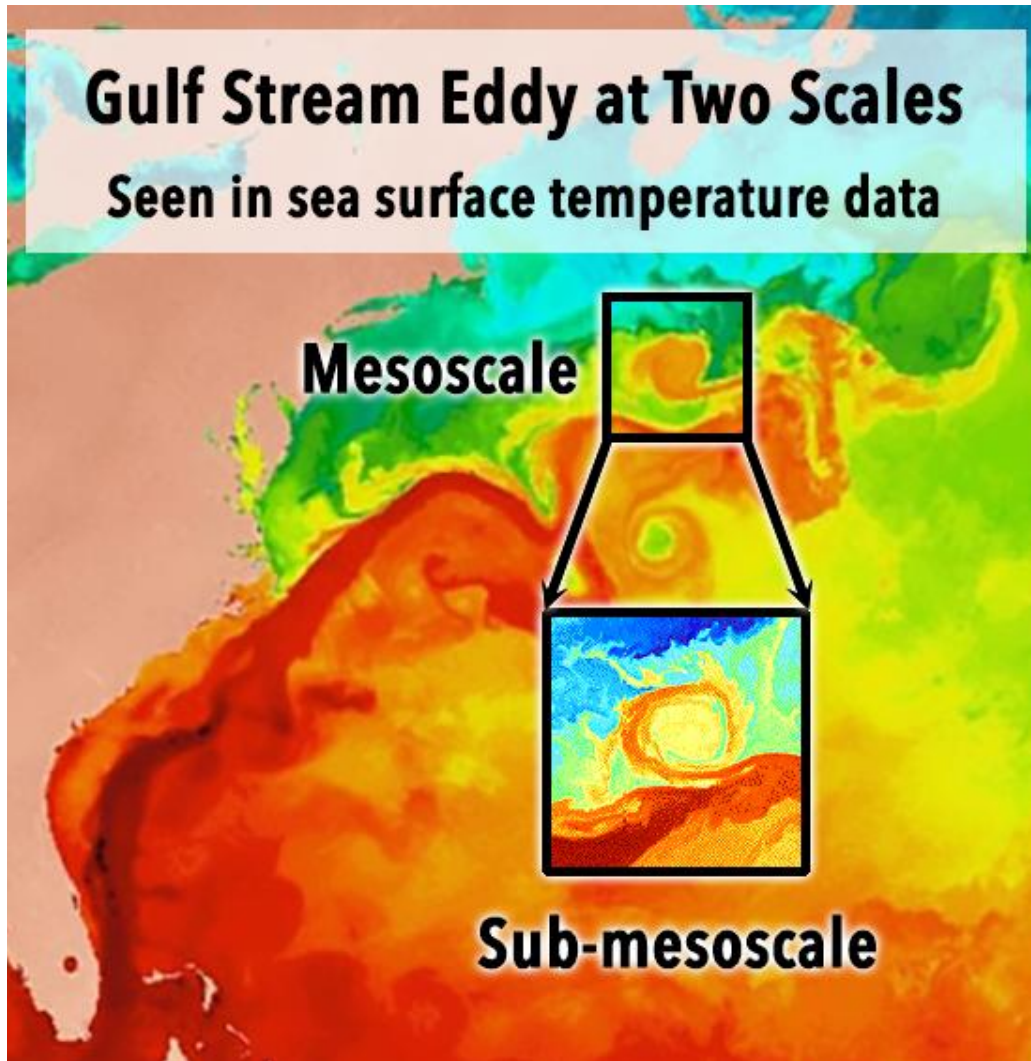 Gulf Stream Eddy at Two Scales
Seen in sea surface temperature data
Mesoscale
Sub-mesoscale